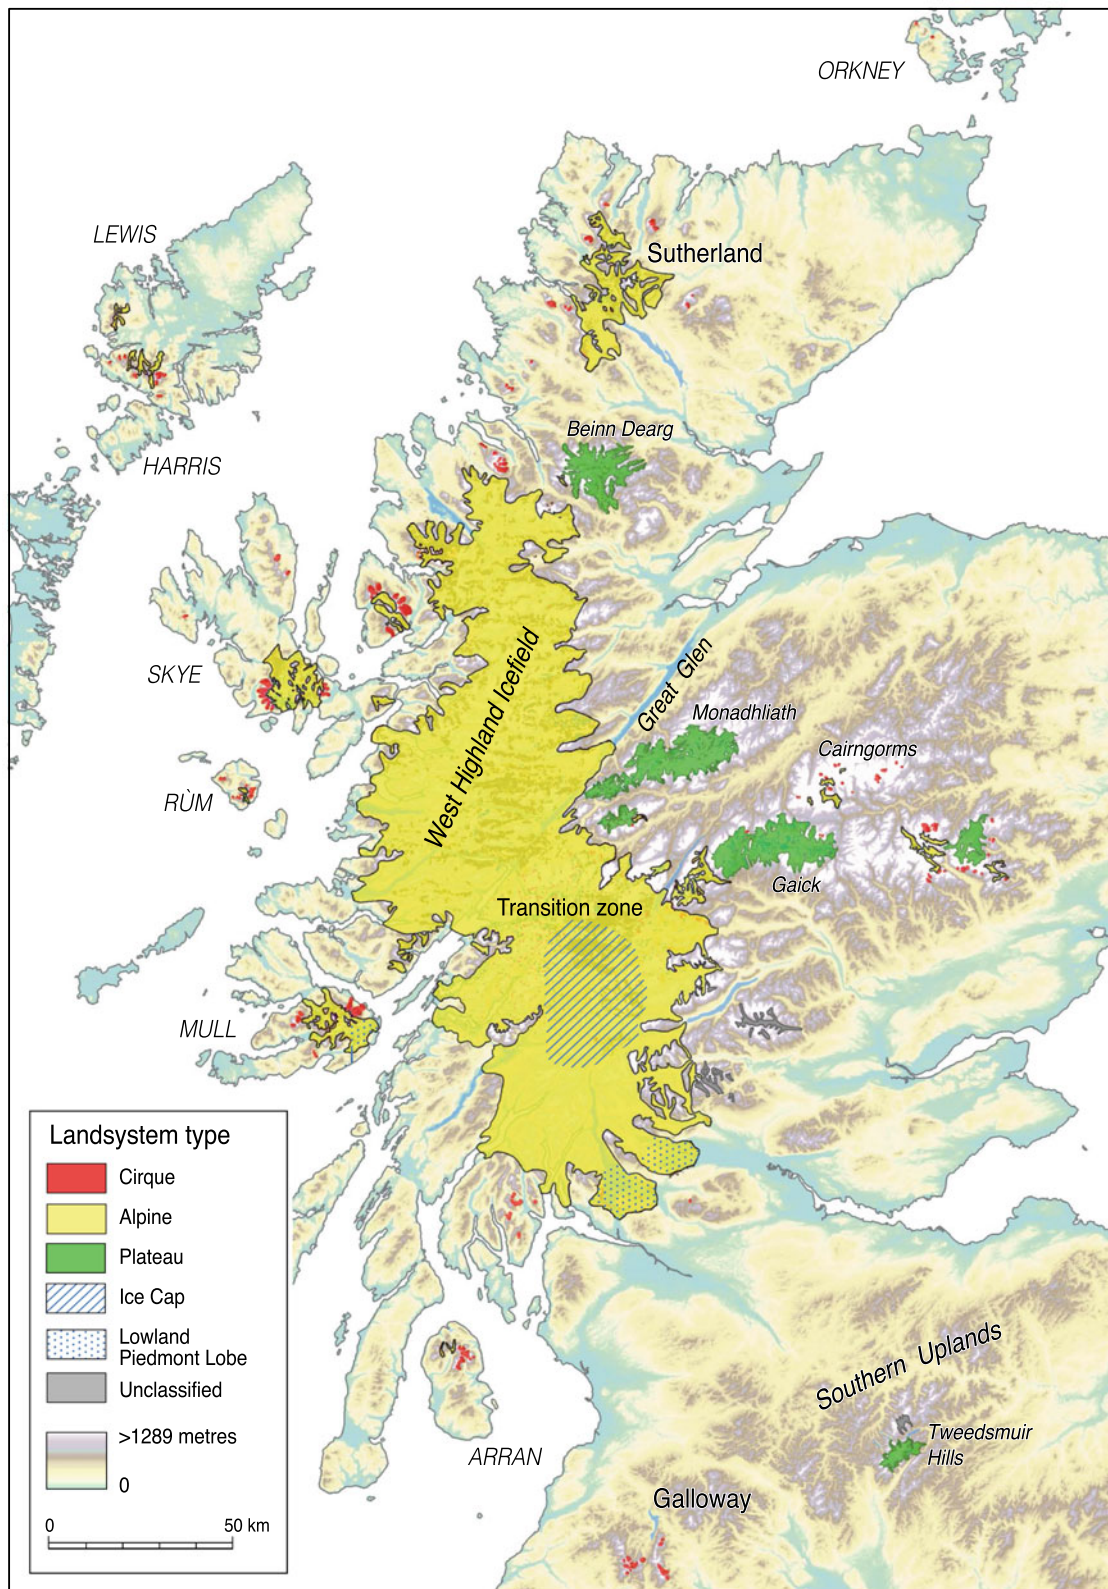 ORKNEY
LEWIS
Sutherland
Beinn Dearg
HARRIS
West Highland Icefield
Great Glen
SKYE
Monadhliath
Cairngorms
RÙM
Gaick
Transition zone
MULL
Landsystem type
Cirque
Alpine
Plateau
Ice Cap
Lowland
Piedmont Lobe
Unclassified
>1289 metres
0
0 50 km
Southern Uplands
Tweedsmuir
Hills
ARRAN
Galloway